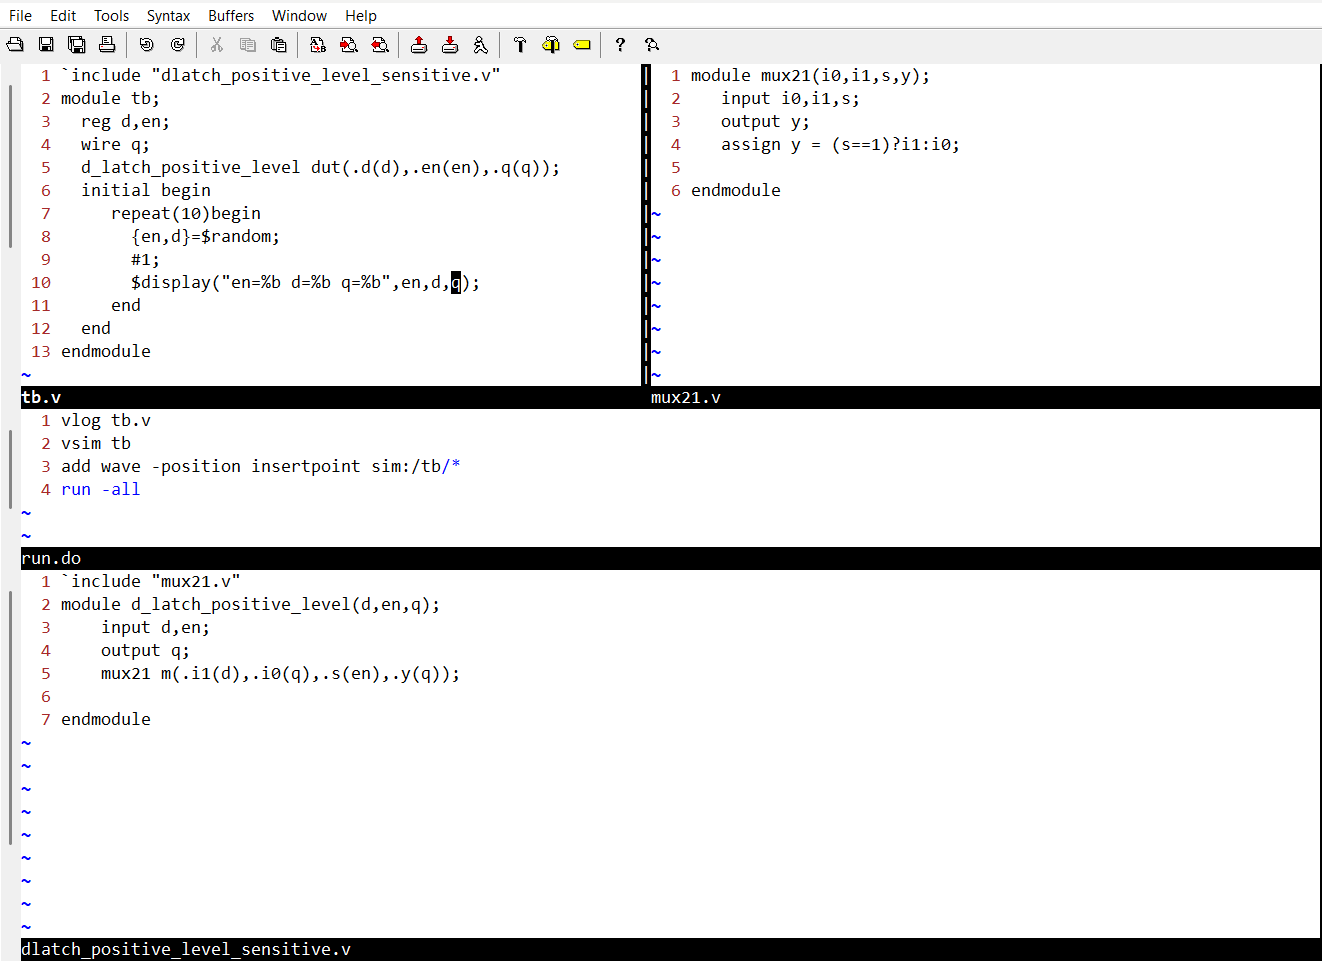 File Edit Tools Syntax Buffers Window Help
1 `include "dlatch_positive_level_sensitive.v"
2 module tb;
3 reg d,en;
4 wire q;
5 d_latch_positive_level dut(.d(d),.en(en),.q(q));
6 initial begin
7 repeat(10)begin
8 {en,d}=$random;
9 #1;
10 $display("en=%b d=%b q=%b",en,d,q);
11 end
12 end
13 endmodule
~
tb.v
1 module mux21(i0,i1,s,y);
2 input i0,i1,s;
3 output y;
4 assign y = (s==1)?i1:i0;
5
6 endmodule
~
~
~
~
~
~
~
~
mux21.v
1 vlog tb.v
2 vsim tb
3 add wave -position insertpoint sim:/tb/*
4 run -all
~
~
run.do
1 `include "mux21.v"
2 module d_latch_positive_level(d,en,q);
3 input d,en;
4 output q;
5 mux21 m(.i1(d),.i0(q),.s(en),.y(q));
6
7 endmodule
~
~
~
~
~
~
~
~
~
dlatch_positive_level_sensitive.v